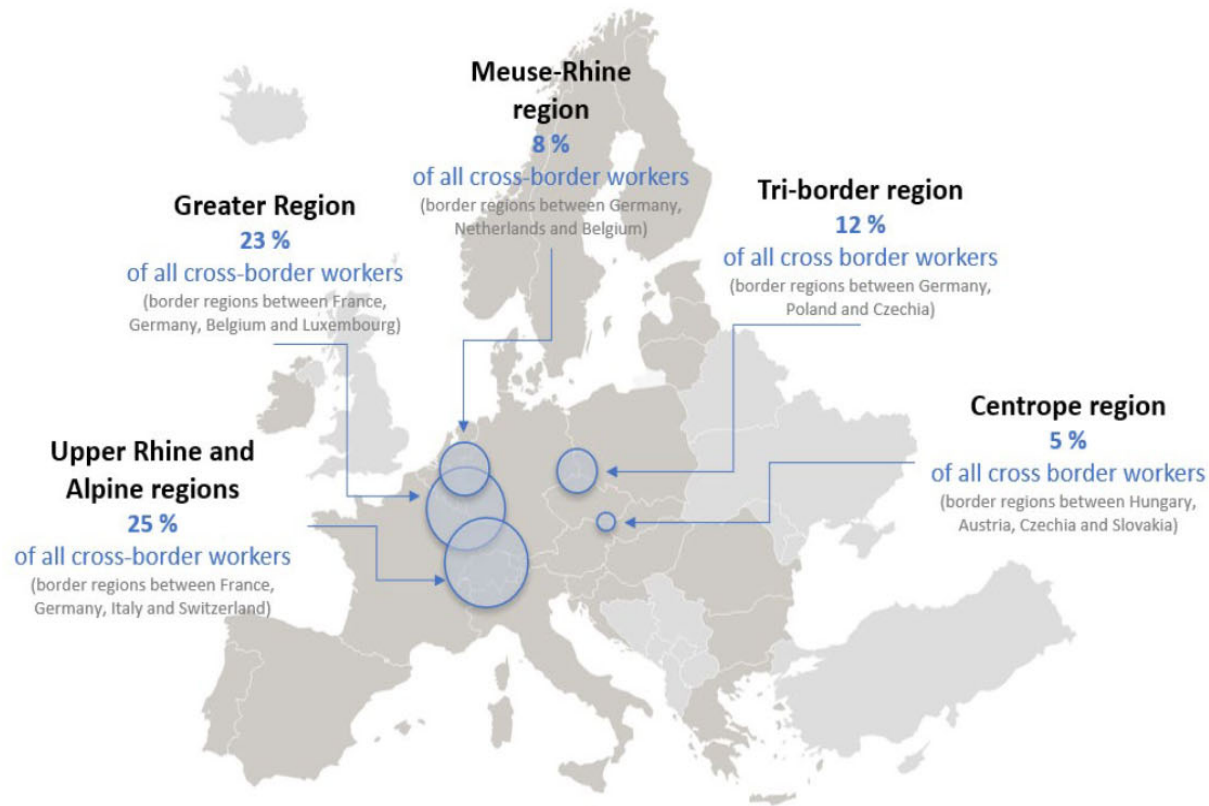 Meuse-Rhine
region
8 %
of all cross-border workers
(border regions between Germany,
Netherlands and Belgium)
Greater Region
23 %
of all cross-border workers
(border regions between France,
Germany, Belgium and Luxembourg)
Tri-border region
12 %
of all cross border workers
(border regions between Germany,
Poland and Czechia)
Centrope region
5 %
of all cross border workers
(border regions between Hungary,
Austria, Czechia and Slovakia)
Upper Rhine and
Alpine regions
25 %
of all cross-border workers
(border regions between France,
Germany, Italy and Switzerland)